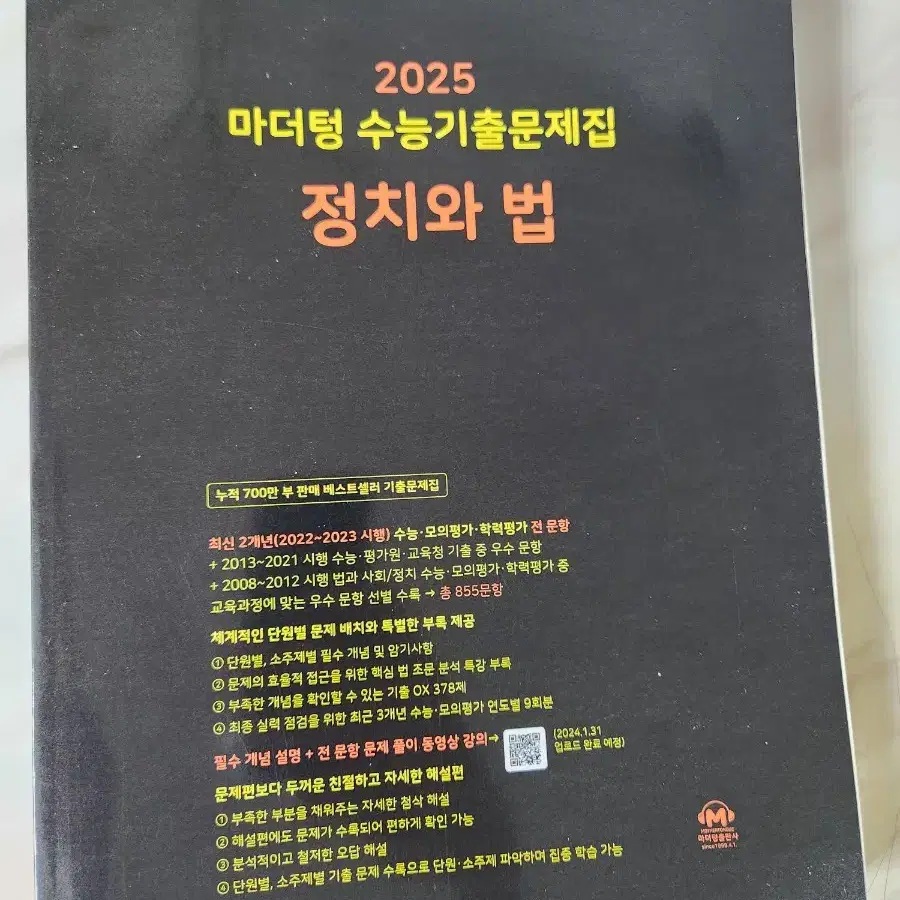 2025
마더텅 수능기출문제집
정치와 법
누적 700만 부 판매 베스트셀러 기출문제집
최신 2개년(2022~2023 시행) 수능·모의평가·학력평가 전 문항
+ 2013~2021 시행 수능·평가원·교육청 기출 중 우수 문항
+ 2008~2012 시행 법과 사회/정치 수능·모의평가·학력평가 중
교육과정에 맞는 우수 문항 선별 수록 → 총 855문항
체계적인 단원별 문제 배치와 특별한 부록 제공
① 단원별, 소주제별 필수 개념 및 암기사항
② 문제의 효율적 접근을 위한 핵심 법 조문 분석 특강 부록
③ 부족한 개념을 확인할 수 있는 기출 OX 378제
④ 최종 실력 점검을 위한 최근 3개년 수능·모의평가 연도별 9회분
필수 개념 설명 + 전 문항 문제 풀이 동영상 강의→
(2024.1.31
업로드 완료 예정)
문제편보다 두꺼운 친절하고 자세한 해설편
① 부족한 부분을 채워주는 자세한 첨삭 해설
② 해설편에도 문제가 수록되어 편하게 확인 가능
③ 분석적이고 철저한 오답 해설
④ 단원별, 소주제별 기출 문제 수록으로 단원·소주제 파악하며 집중 학습 가능
M
MOTHERTONGUE
마더텅출판사
since1999.4.1.